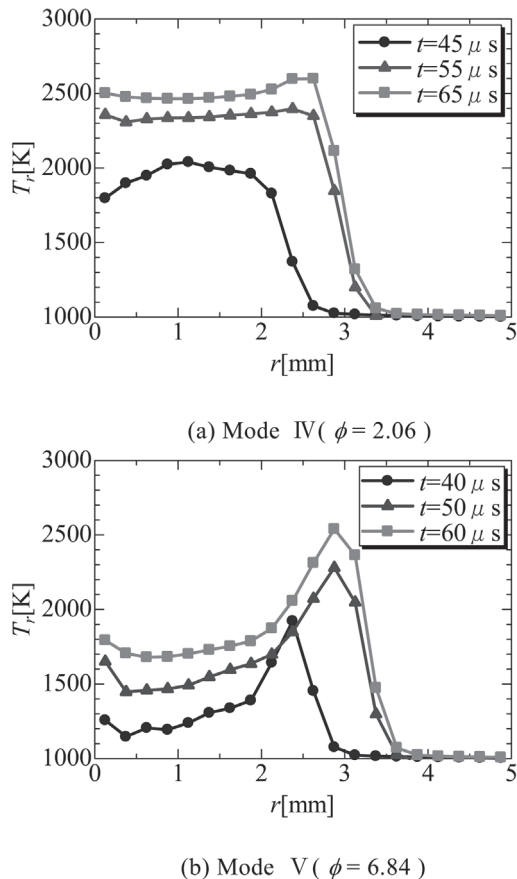 3000
2500
2000
1500
1000
T_r[K]
t=45 μ s
t=55 μ s
t=65 μ s
0 1 2 3 4 5
r[mm]
(a) Mode Ⅳ( ϕ = 2.06 )
3000
2500
2000
1500
1000
T_r[K]
t=40 μ s
t=50 μ s
t=60 μ s
0 1 2 3 4 5
r[mm]
(b) Mode Ⅴ( ϕ = 6.84 )